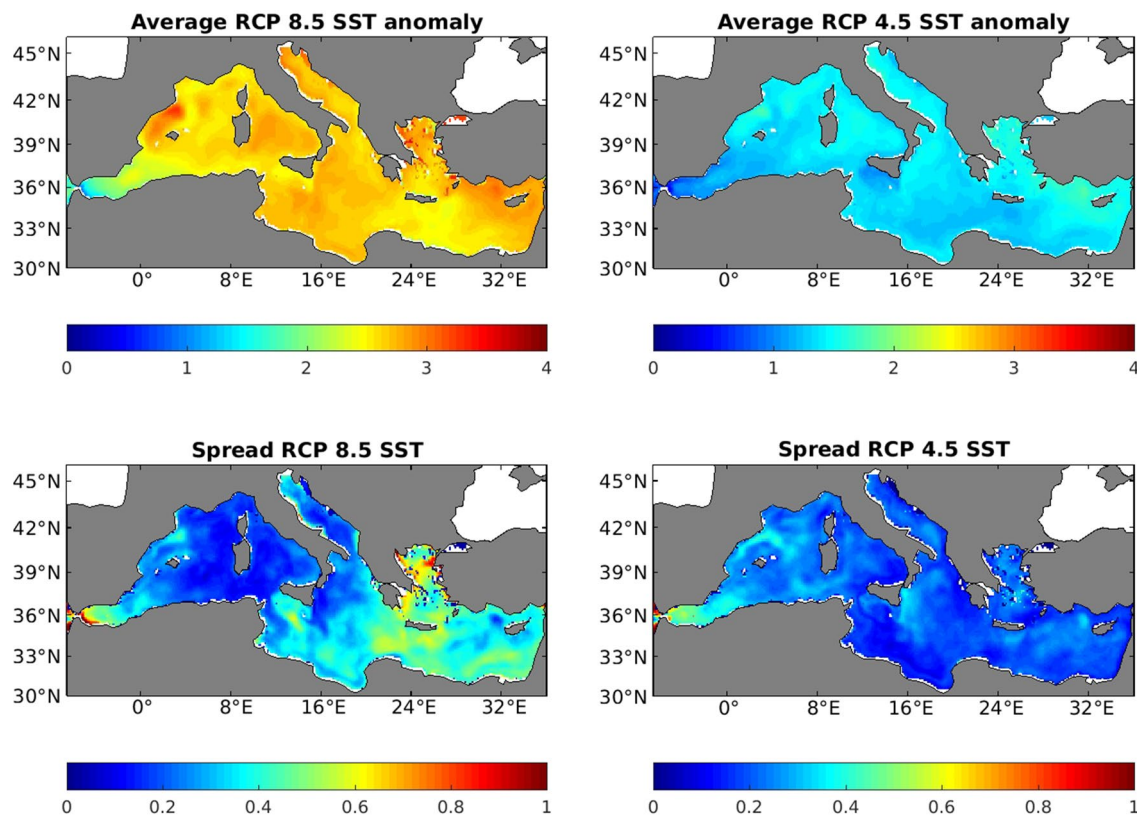 Average RCP 8.5 SST anomaly
45°N
42°N
39°N
36°N
33°N
30°N
0°
8°E
16°E
24°E
32°E
0
1
2
3
4
Average RCP 4.5 SST anomaly
45°N
42°N
39°N
36°N
33°N
30°N
0°
8°E
16°E
24°E
32°E
0
1
2
3
4
Spread RCP 8.5 SST
45°N
42°N
39°N
36°N
33°N
30°N
0°
8°E
16°E
24°E
32°E
0
0.2
0.4
0.6
0.8
1
Spread RCP 4.5 SST
45°N
42°N
39°N
36°N
33°N
30°N
0°
8°E
16°E
24°E
32°E
0
0.2
0.4
0.6
0.8
1